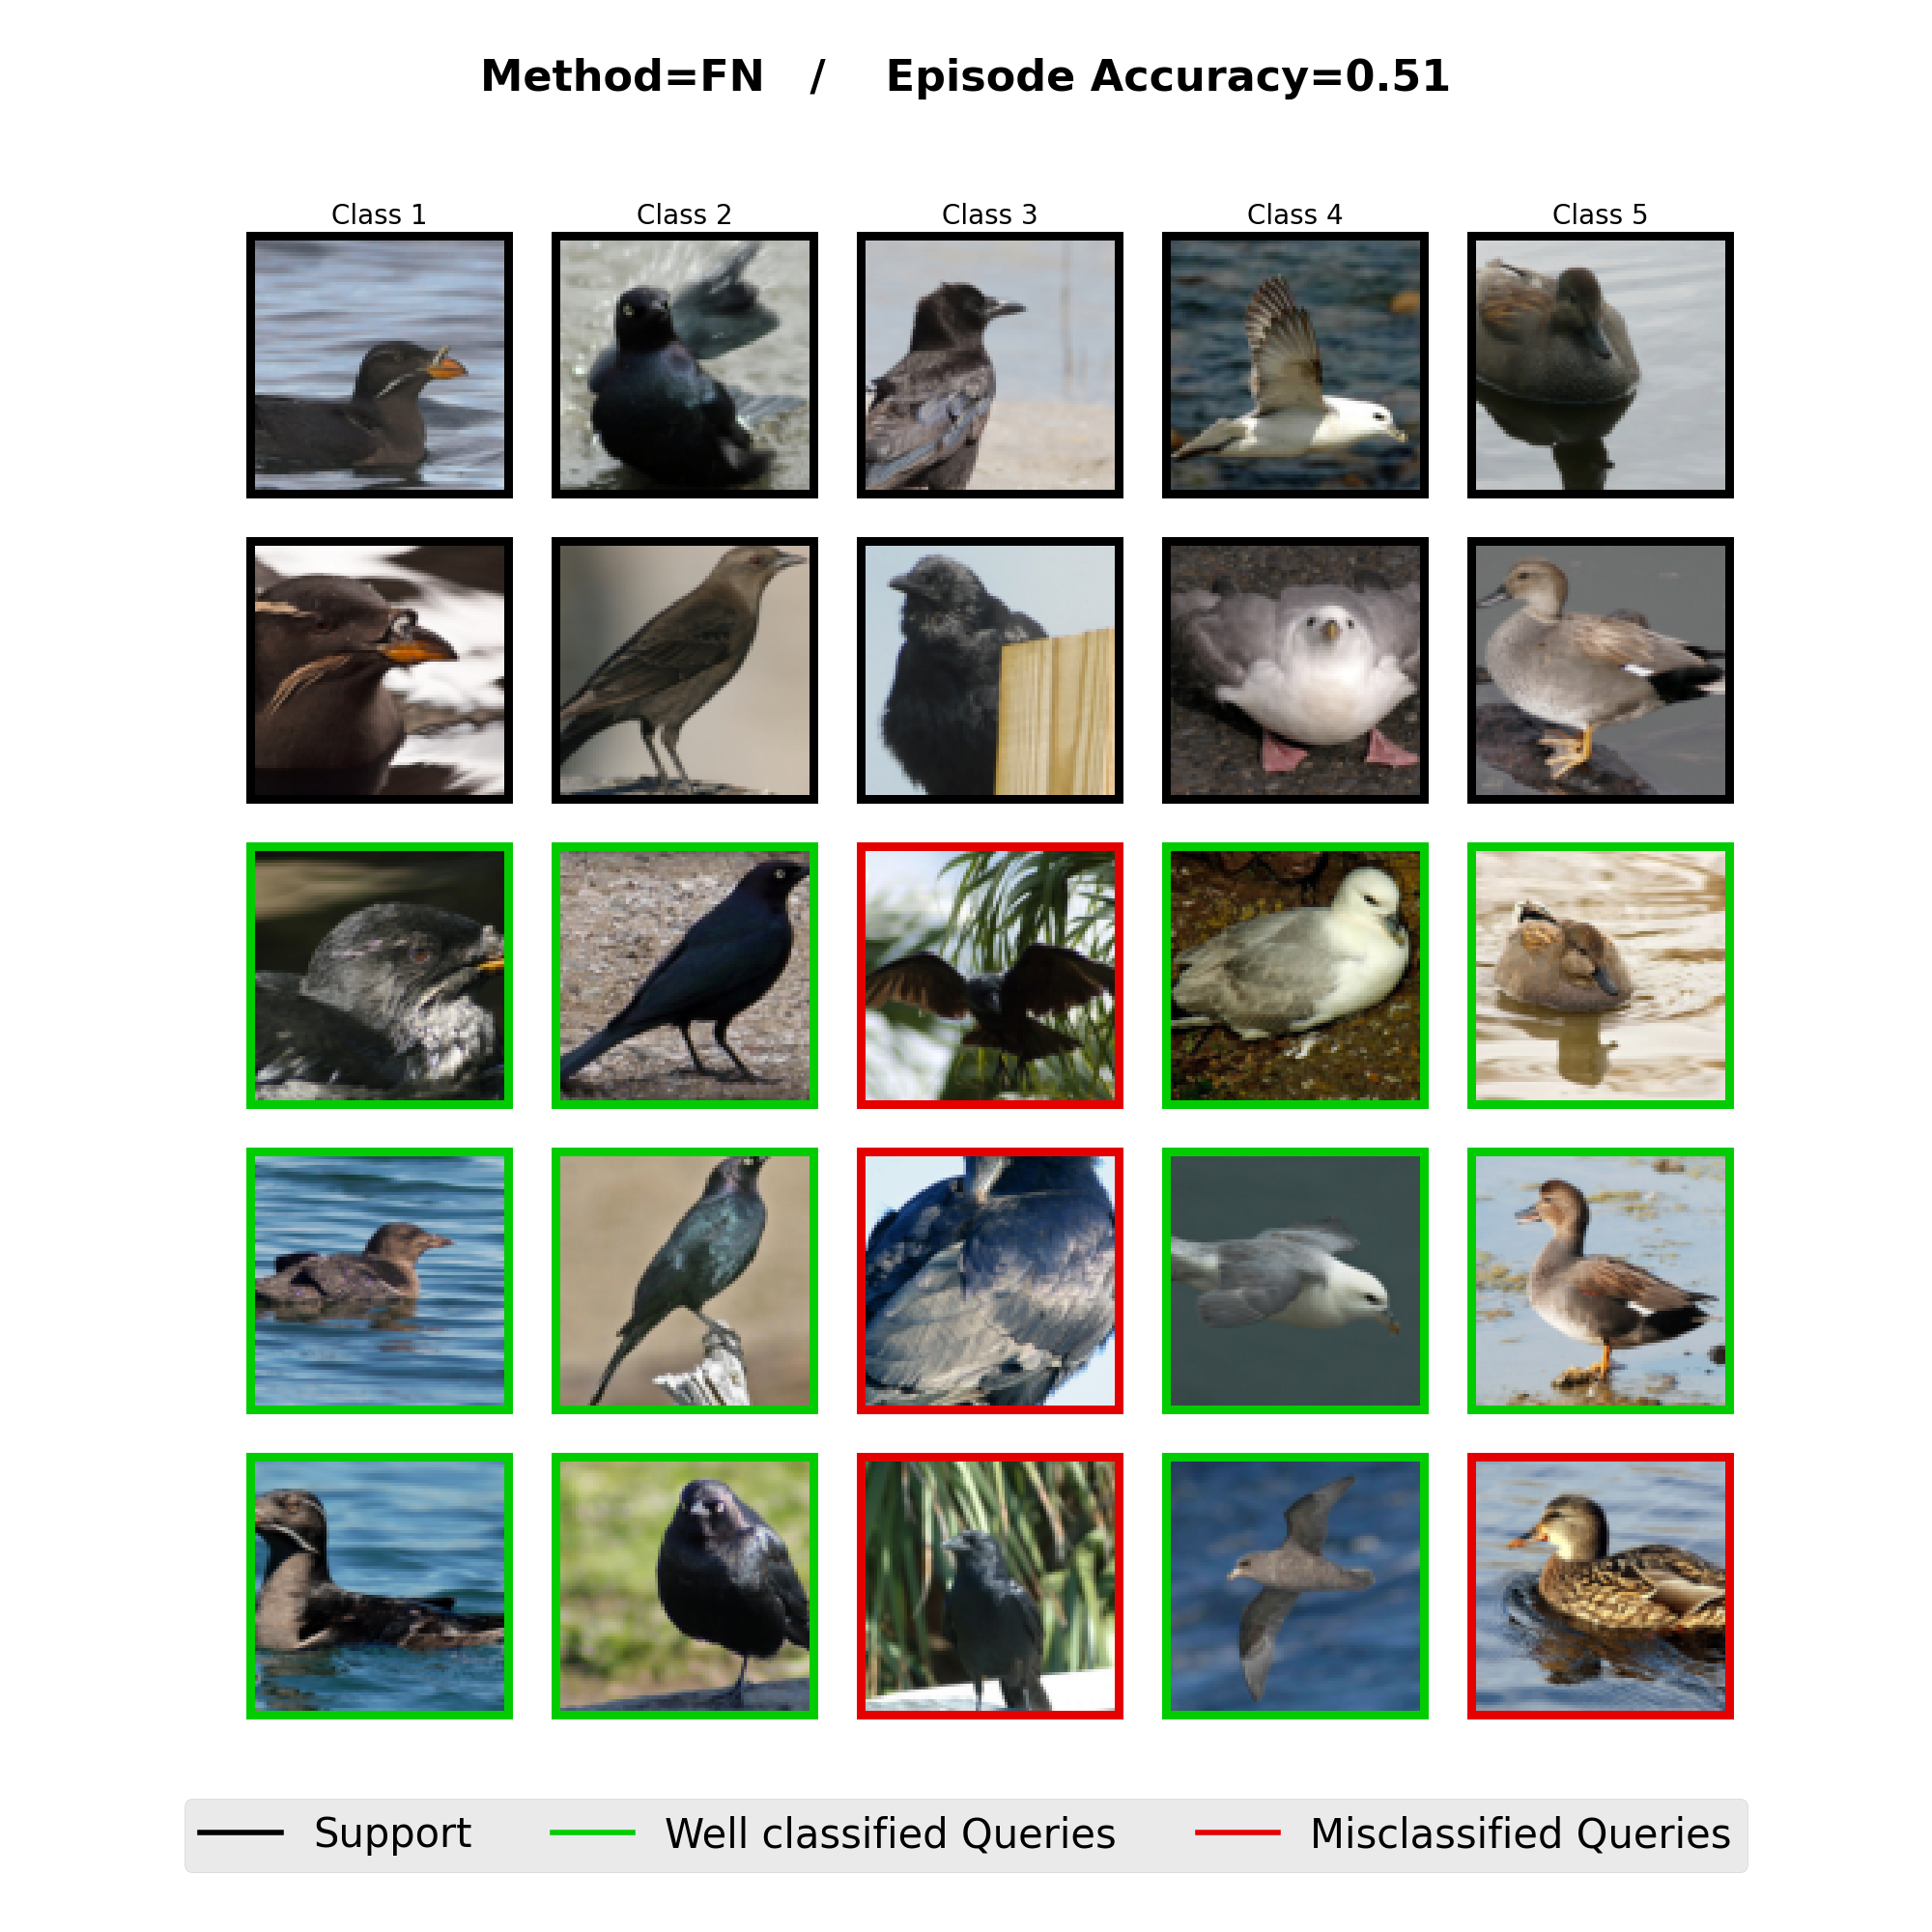 Method=FN / Episode Accuracy=0.51
Class 1 Class 2 Class 3 Class 4 Class 5
Support Well classified Queries Misclassified Queries